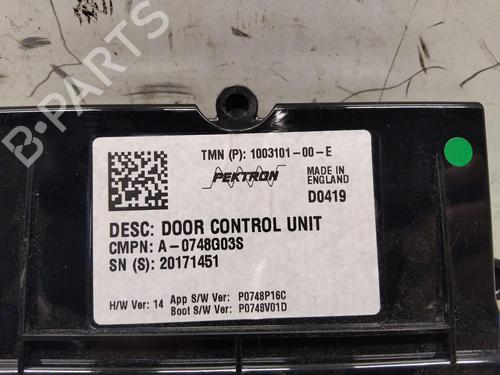 B-PARTS
TMN (P): 1003101-00-E
PEKTRON
MADE IN
ENGLAND
D0419
DESC: DOOR CONTROL UNIT
CMPN: A-0748G03S
SN (S): 20171451
H/W Ver: 14 App S/W Ver: P0748P16C
Boot S/W Ver: P0748V01D